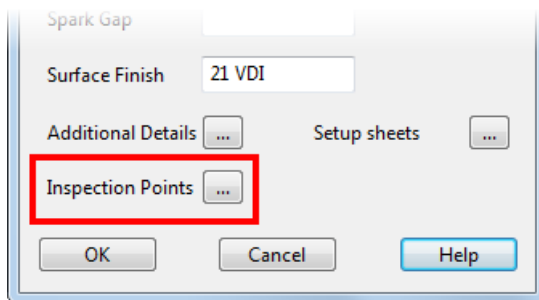 Spark Gap
Surface Finish 21 VDI
Additional Details ... Setup sheets ...
Inspection Points ...
OK Cancel Help